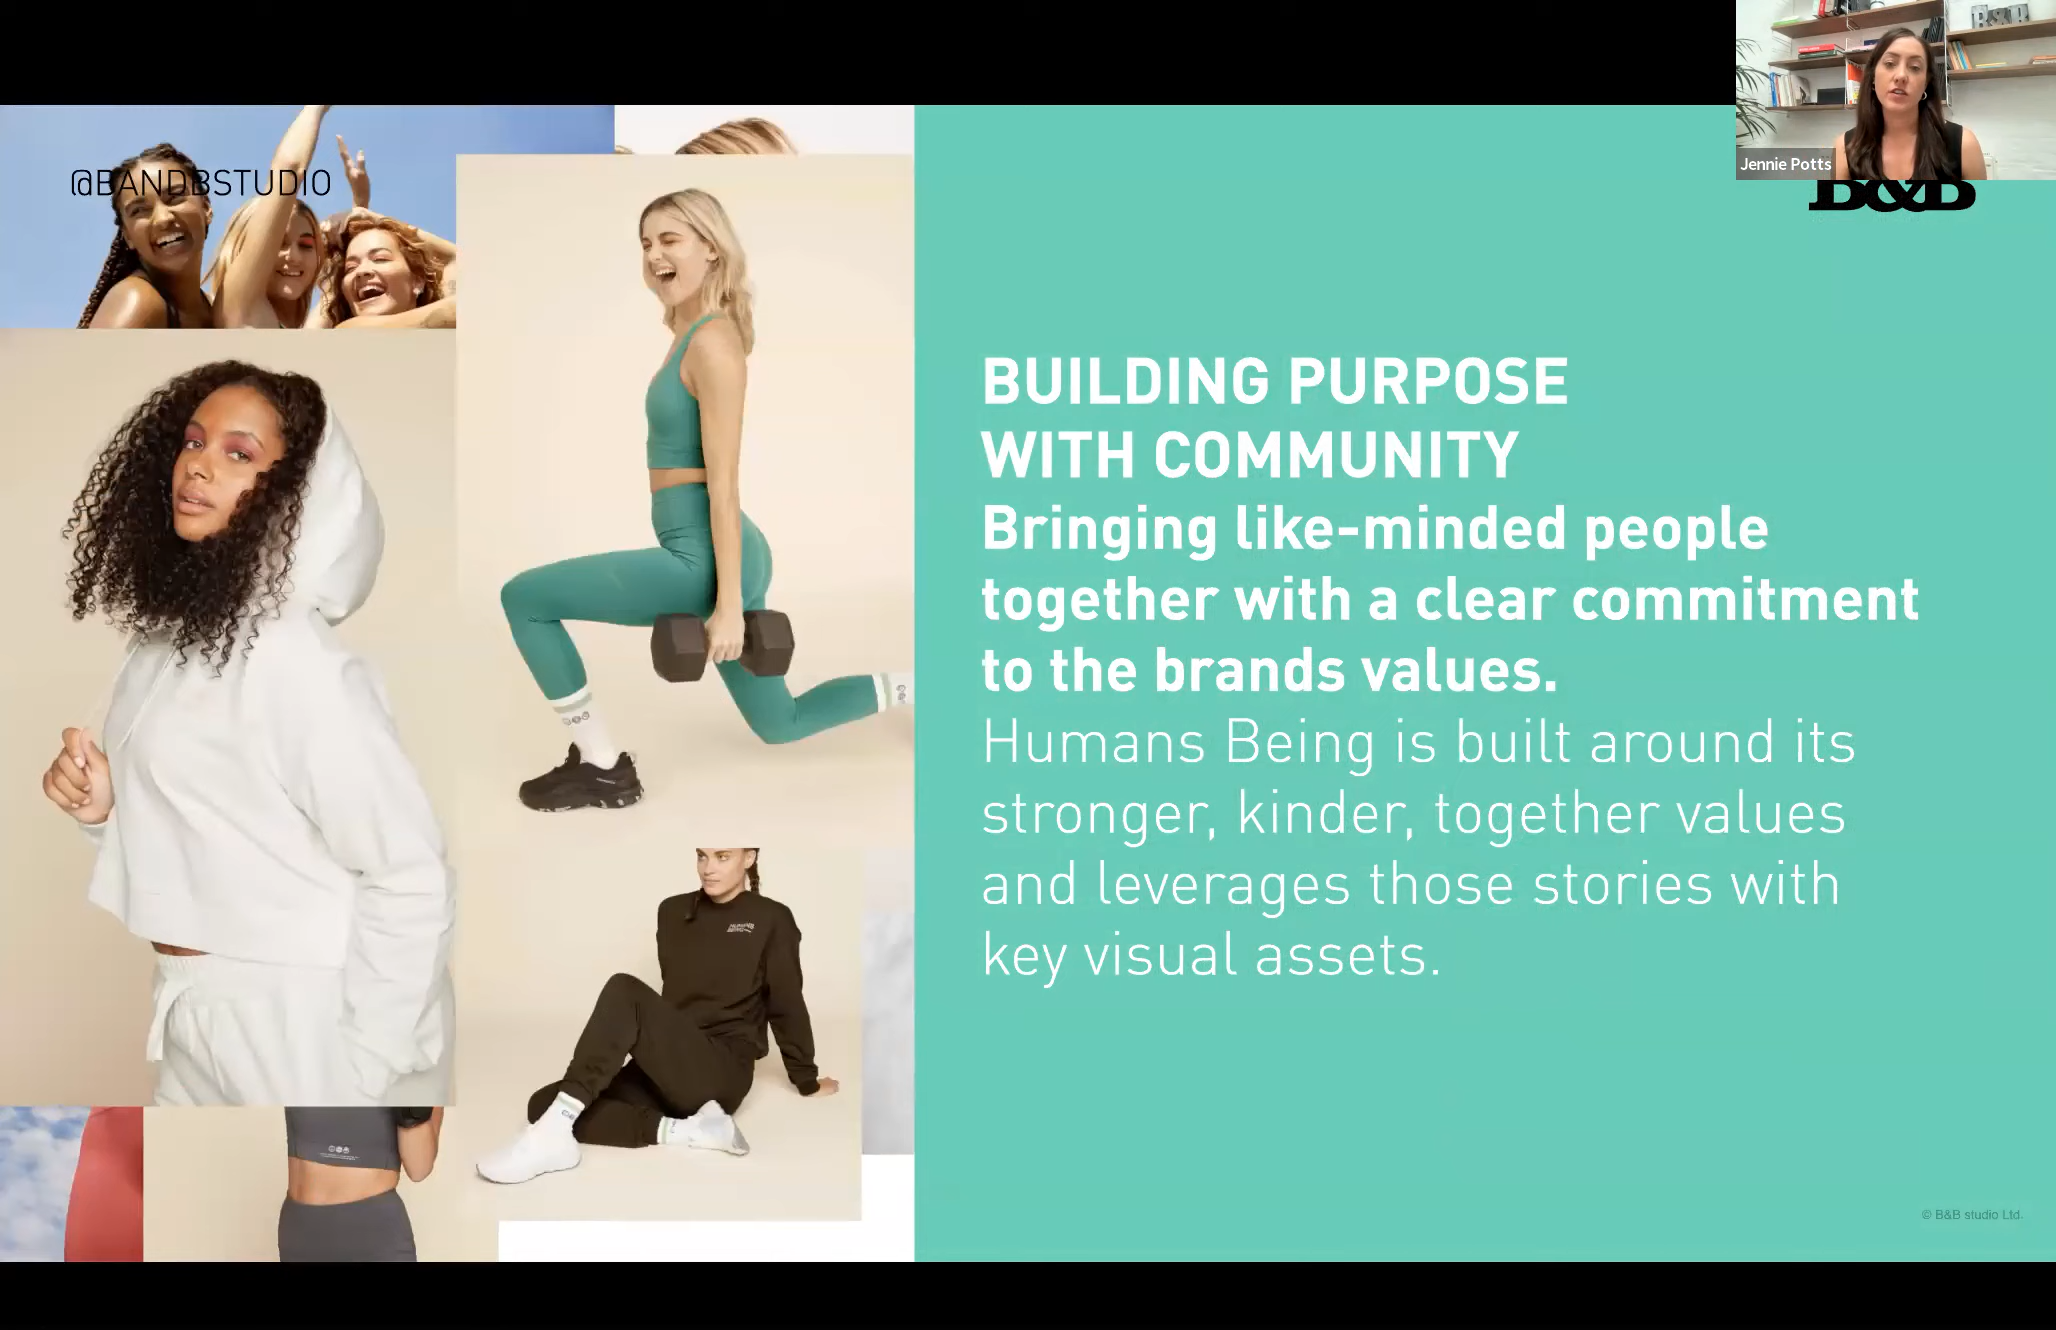 Jennie Potts
@BANDBSTUDIO
B&B
BUILDING PURPOSE
WITH COMMUNITY
Bringing like-minded people
together with a clear commitment
to the brands values.
Humans Being is built around its
stronger, kinder, together values
and leverages those stories with
key visual assets.
© B&B studio Ltd.